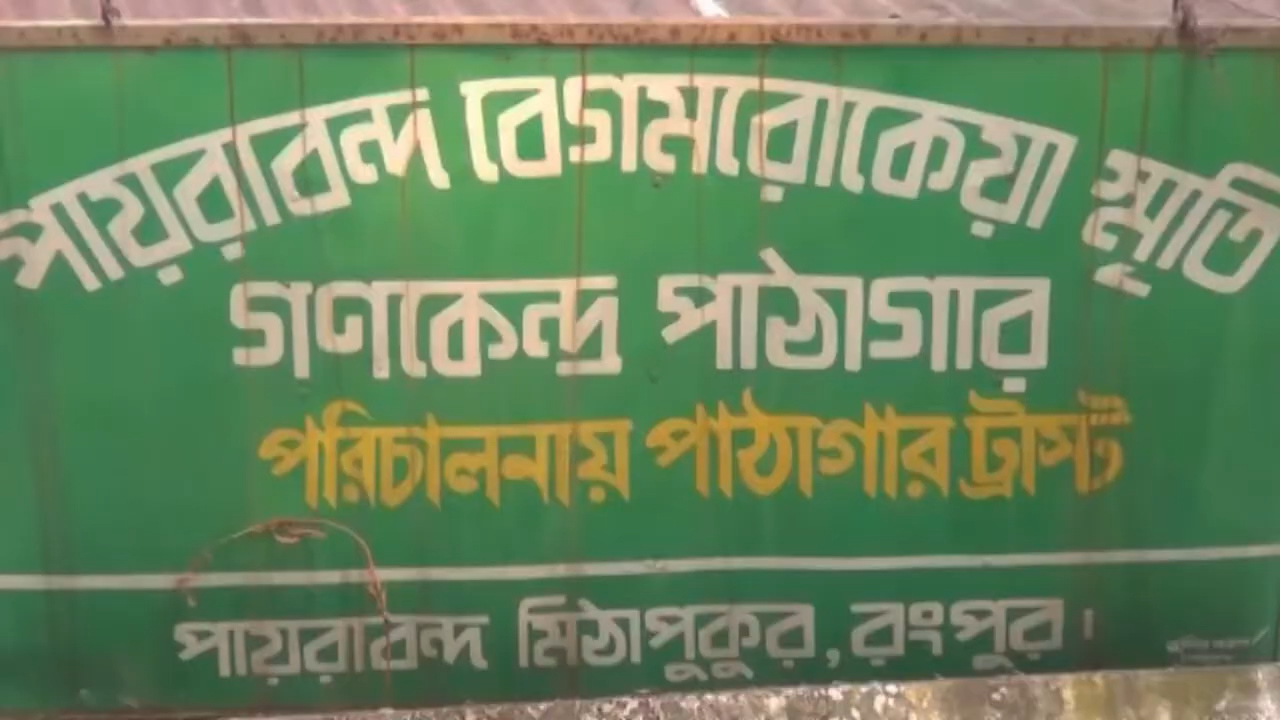 পায়রাবন্দ বেগমরোকেয়া স্মৃতি
গণকেন্দ্র পাঠাগার
পরিচালনায় পাঠাগার ট্রাস্ট
পায়রাবন্দ মিঠাপুকুর, রংপুর।